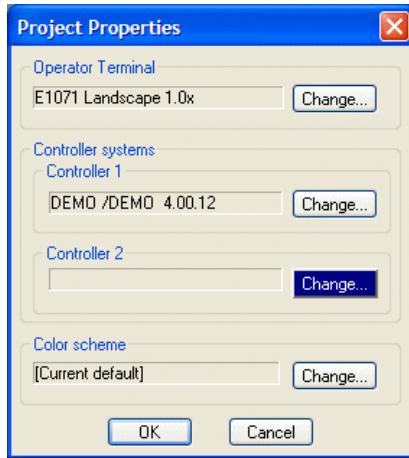 Project Properties
Operator Terminal
E1071 Landscape 1.0x
Change...
Controller systems
Controller 1
DEMO /DEMO  4.00.12
Change...
Controller 2
Change...
Color scheme
[Current default]
Change...
OK
Cancel